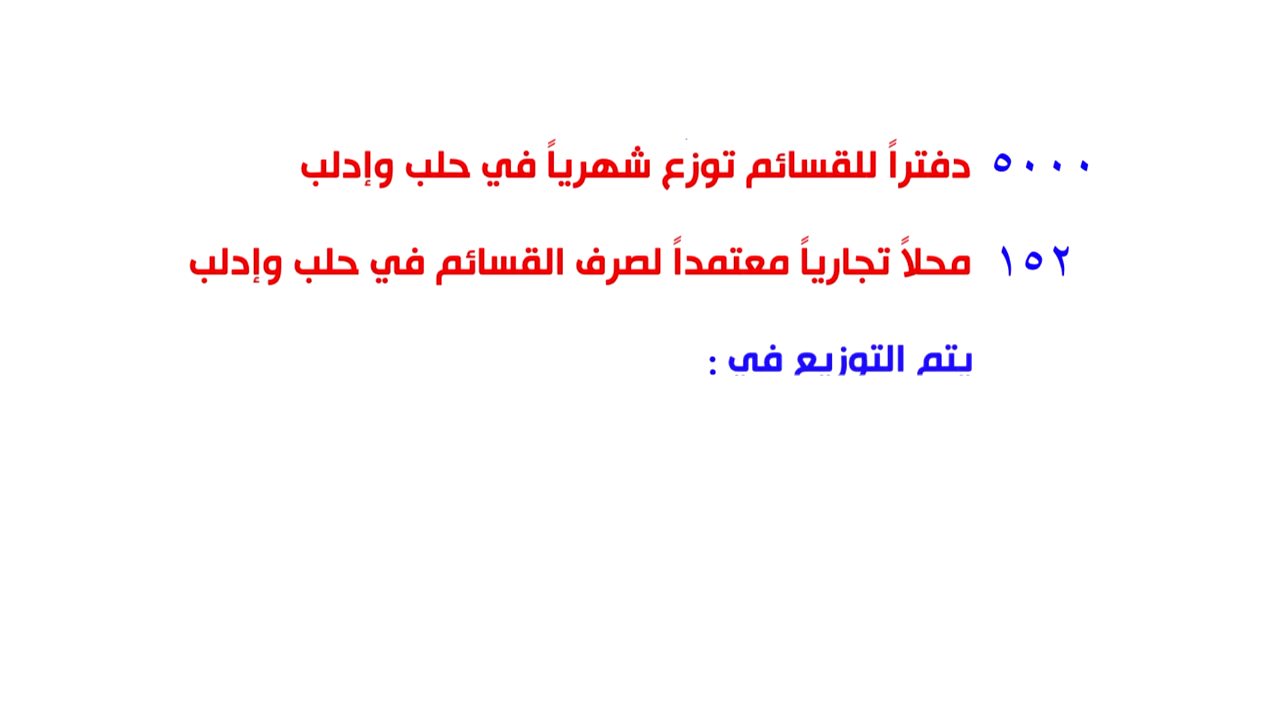 ٥٠٠٠ دفتراً للقسائم توزع شهرياً في حلب وإدلب
١٥٢ محلاً تجارياً معتمداً لصرف القسائم في حلب وإدلب
يتم التوزيع في :